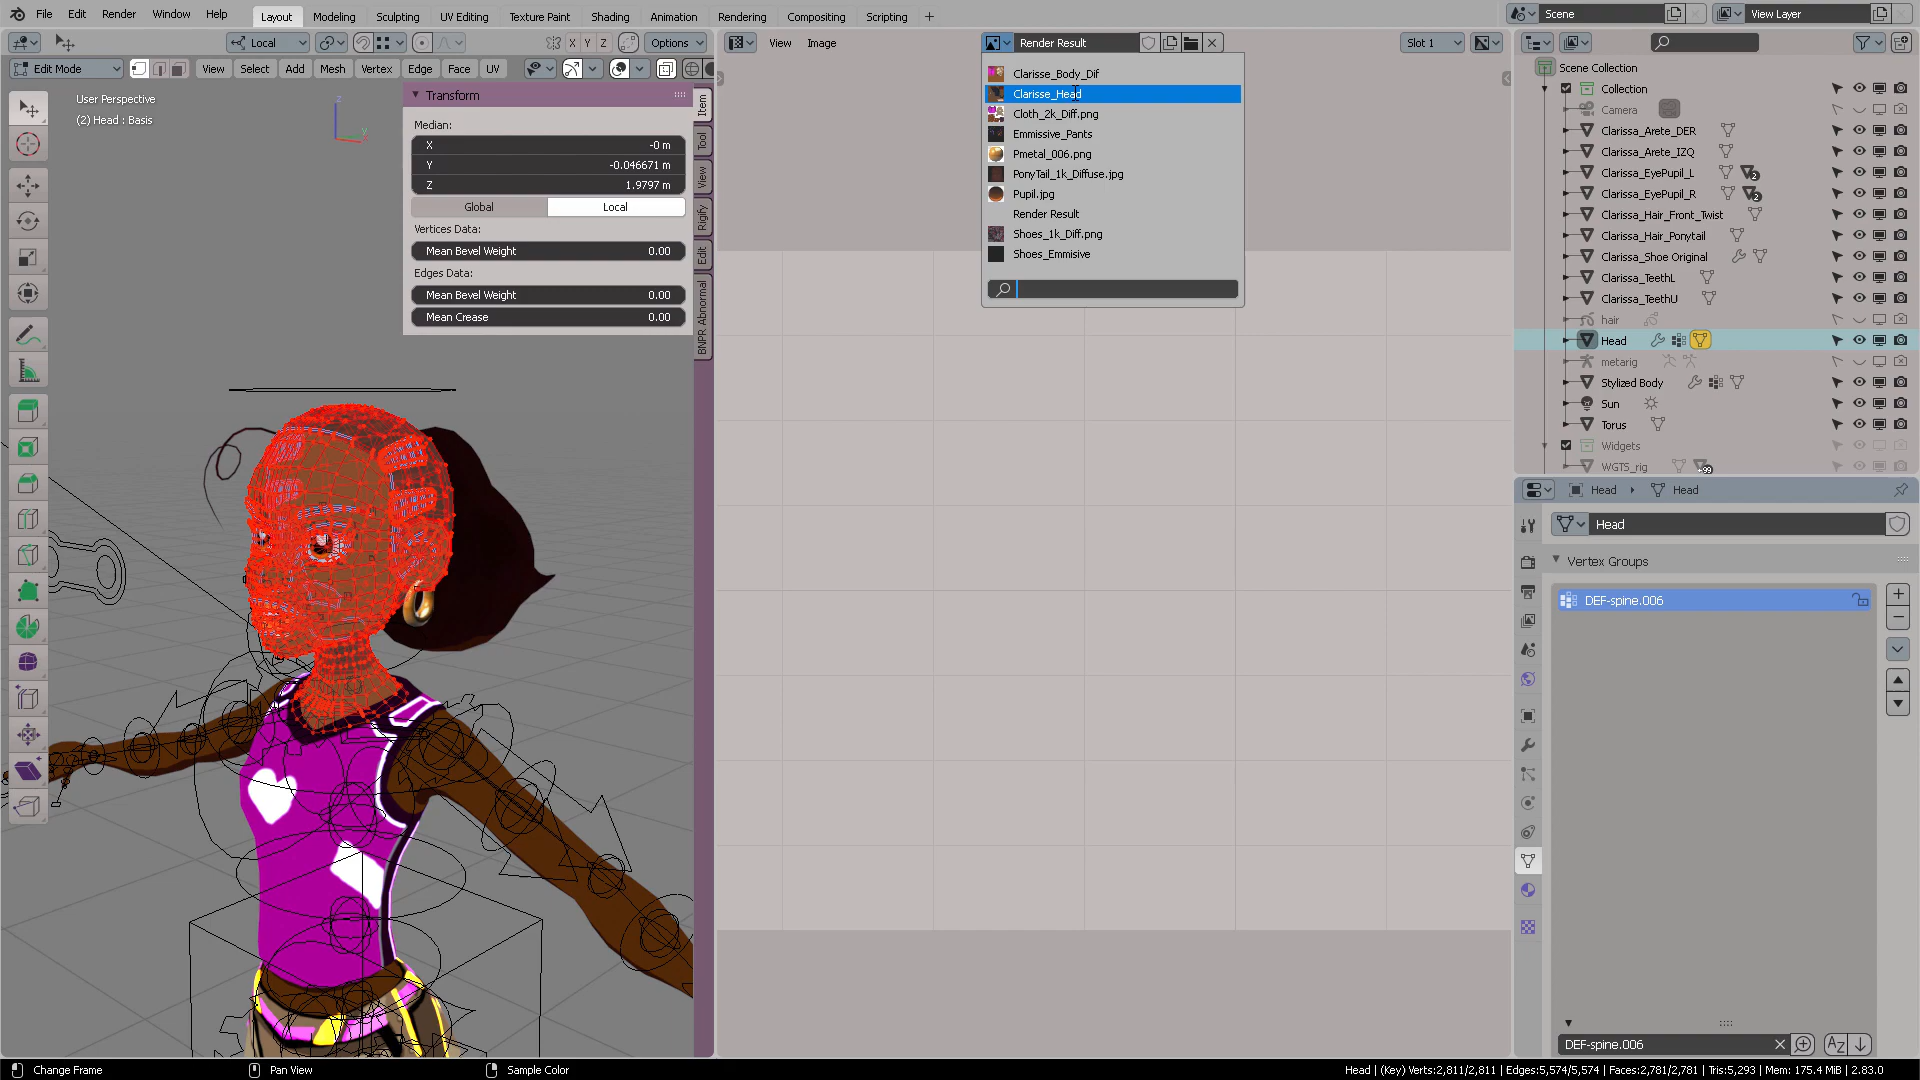 File Edit Render Window Help Layout Modeling Sculpting UV Editing Texture Paint Shading Animation Rendering Compositing Scripting + Scene View Layer
Local X Y Z Options View Image Render Result Slot 1
Edit Mode View Select Add Mesh Vertex Edge Face UV
User Perspective
(2) Head : Basis
Transform
Median:
X -0 m
Y -0.046671 m
Z 1.9797 m
Global Local
Vertices Data:
Mean Bevel Weight 0.00
Edges Data:
Mean Bevel Weight 0.00
Mean Crease 0.00
Item
Tool
View
Rigify
Edit
BNPR Abnormal
Clarisse_Body_Dif
Clarisse_Head
Cloth_2k_Diff.png
Emmissive_Pants
Pmetal_006.png
PonyTail_1k_Diffuse.jpg
Pupil.jpg
Render Result
Shoes_1k_Diff.png
Shoes_Emmisive
Scene Collection
Collection
Camera
Clarissa_Arete_DER
Clarissa_Arete_IZQ
Clarissa_EyePupil_L 2
Clarissa_EyePupil_R 2
Clarissa_Hair_Front_Twist
Clarissa_Hair_Ponytail
Clarissa_Shoe Original
Clarissa_TeethL
Clarissa_TeethU
hair
Head
metarig
Stylized Body
Sun
Torus
Widgets
WGTS_rig +99
Head Head
Head
Vertex Groups
DEF-spine.006
DEF-spine.006
Change Frame Pan View Sample Color Head | (Key) Verts:2,811/2,811 | Edges:5,574/5,574 | Faces:2,781/2,781 | Tris:5,293 | Mem: 175.4 MiB | 2.83.0